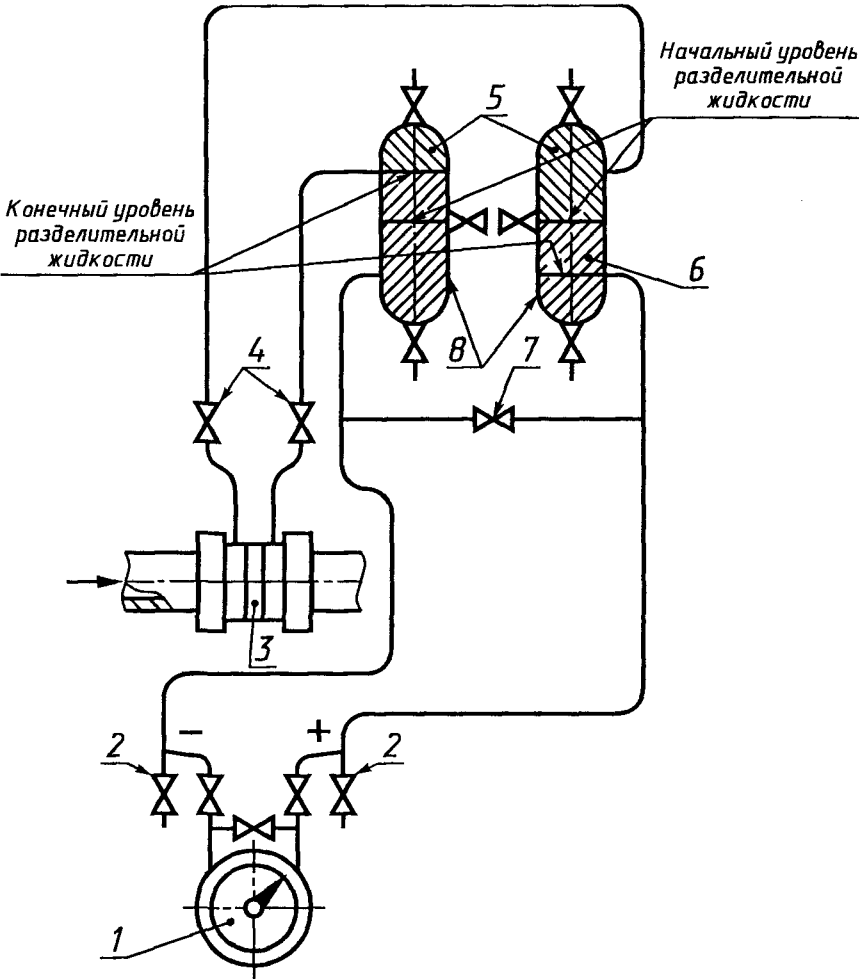 Начальный уровень
разделительной
жидкости
5
Конечный уровень
разделительной
жидкости
6
4
8
7
3
2
−
+
2
1